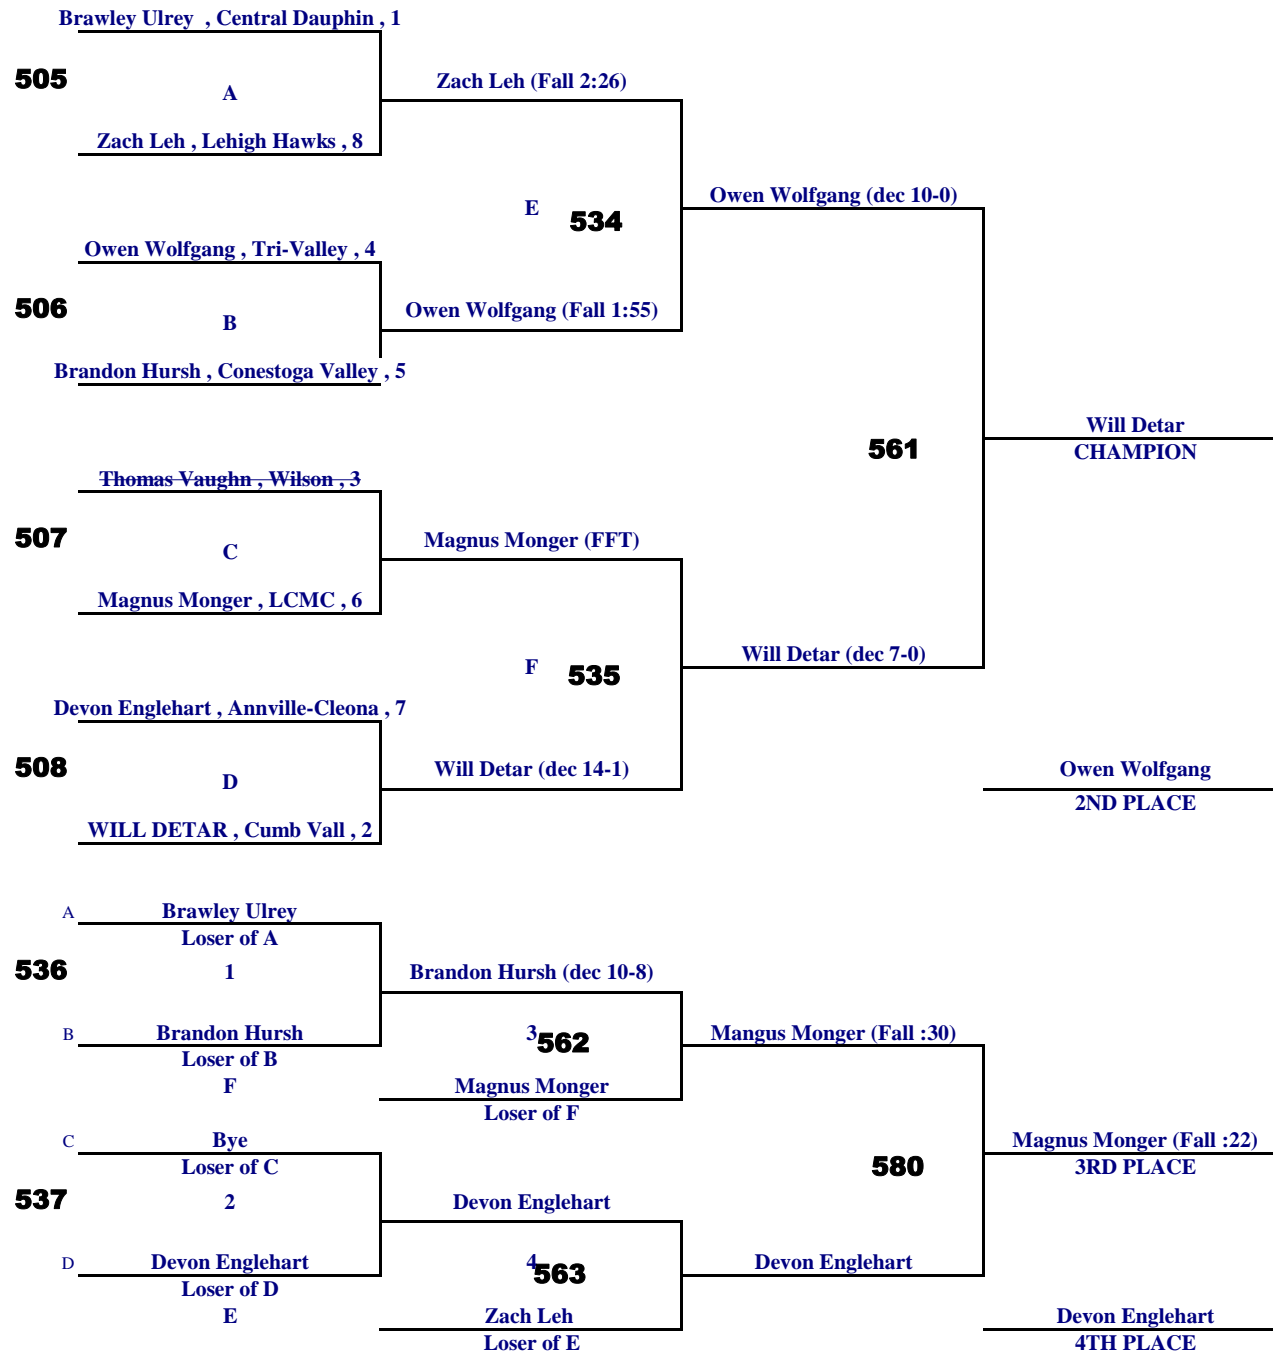 Brawley Ulrey , Central Dauphin , 1
505
A
Zach Leh (Fall 2:26)
Zach Leh , Lehigh Hawks , 8
E
534
Owen Wolfgang (dec 10-0)
Owen Wolfgang , Tri-Valley , 4
506
B
Owen Wolfgang (Fall 1:55)
Brandon Hursh , Conestoga Valley , 5
561
Will Detar
CHAMPION
Thomas Vaughn , Wilson , 3
507
C
Magnus Monger (FFT)
Magnus Monger , LCMC , 6
F
535
Will Detar (dec 7-0)
Devon Englehart , Annville-Cleona , 7
508
D
Will Detar (dec 14-1)
WILL DETAR , Cumb Vall , 2
Owen Wolfgang
2ND PLACE
A
Brawley Ulrey
Loser of A
536
1
Brandon Hursh (dec 10-8)
B
Brandon Hursh
Loser of B
3
562
Mangus Monger (Fall :30)
F
Magnus Monger
Loser of F
C
Bye
Loser of C
580
Magnus Monger (Fall :22)
3RD PLACE
537
2
Devon Englehart
D
Devon Englehart
Loser of D
4
563
Devon Englehart
E
Zach Leh
Loser of E
Devon Englehart
4TH PLACE